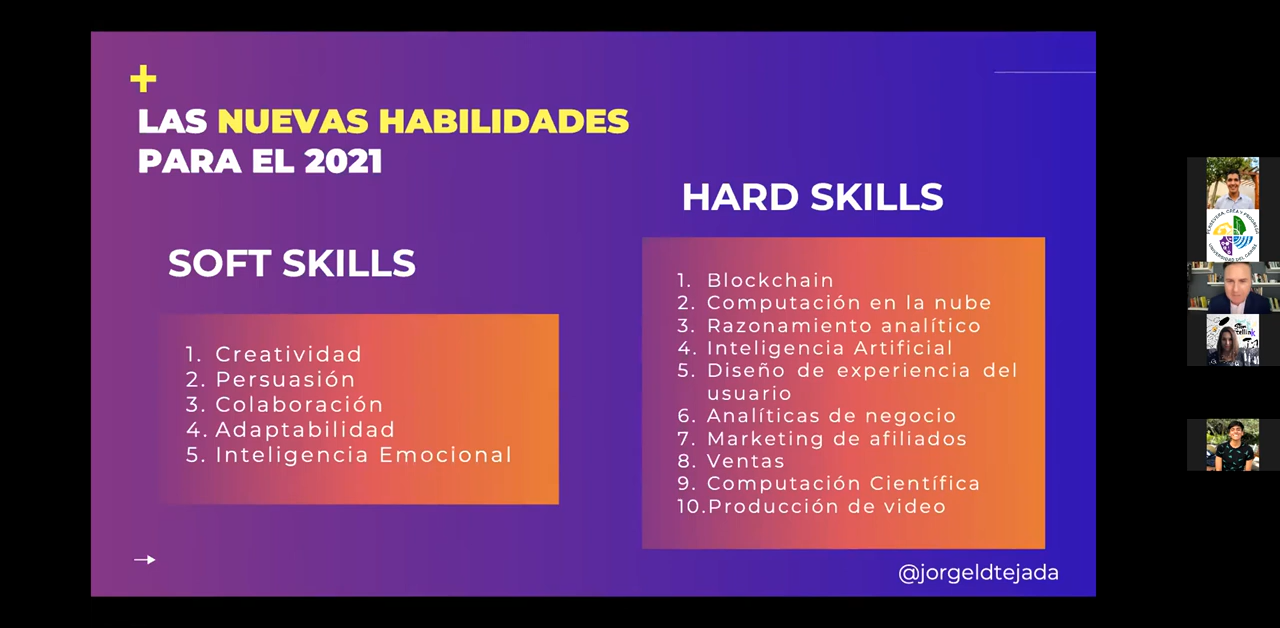 LAS NUEVAS HABILIDADES
PARA EL 2021
SOFT SKILLS
1. Creatividad
2. Persuasión
3. Colaboración
4. Adaptabilidad
5. Inteligencia Emocional
HARD SKILLS
1. Blockchain
2. Computación en la nube
3. Razonamiento analítico
4. Inteligencia Artificial
5. Diseño de experiencia del
usuario
6. Analíticas de negocio
7. Marketing de afiliados
8. Ventas
9. Computación Científica
10.Producción de video
@jorgeldtejada
UNIVERSIDAD DEL CARIBE